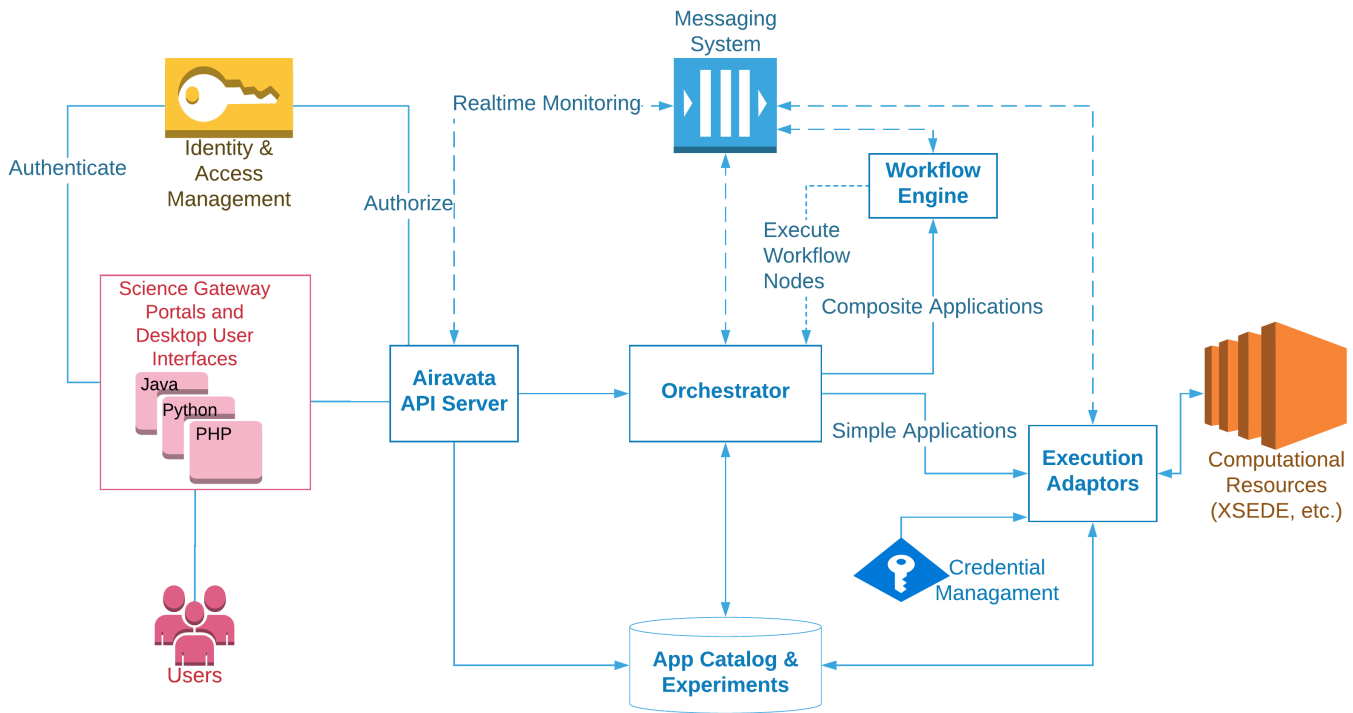 Messaging
System
Realtime Monitoring
Identity &
Access
Management
Authenticate
Authorize
Workflow
Engine
Execute
Workflow
Nodes
Composite Applications
Science Gateway
Portals and
Desktop User
Interfaces
Java
Python
PHP
Airavata
API Server
Orchestrator
Simple Applications
Execution
Adaptors
Computational
Resources
(XSEDE, etc.)
Credential
Managament
App Catalog &
Experiments
Users